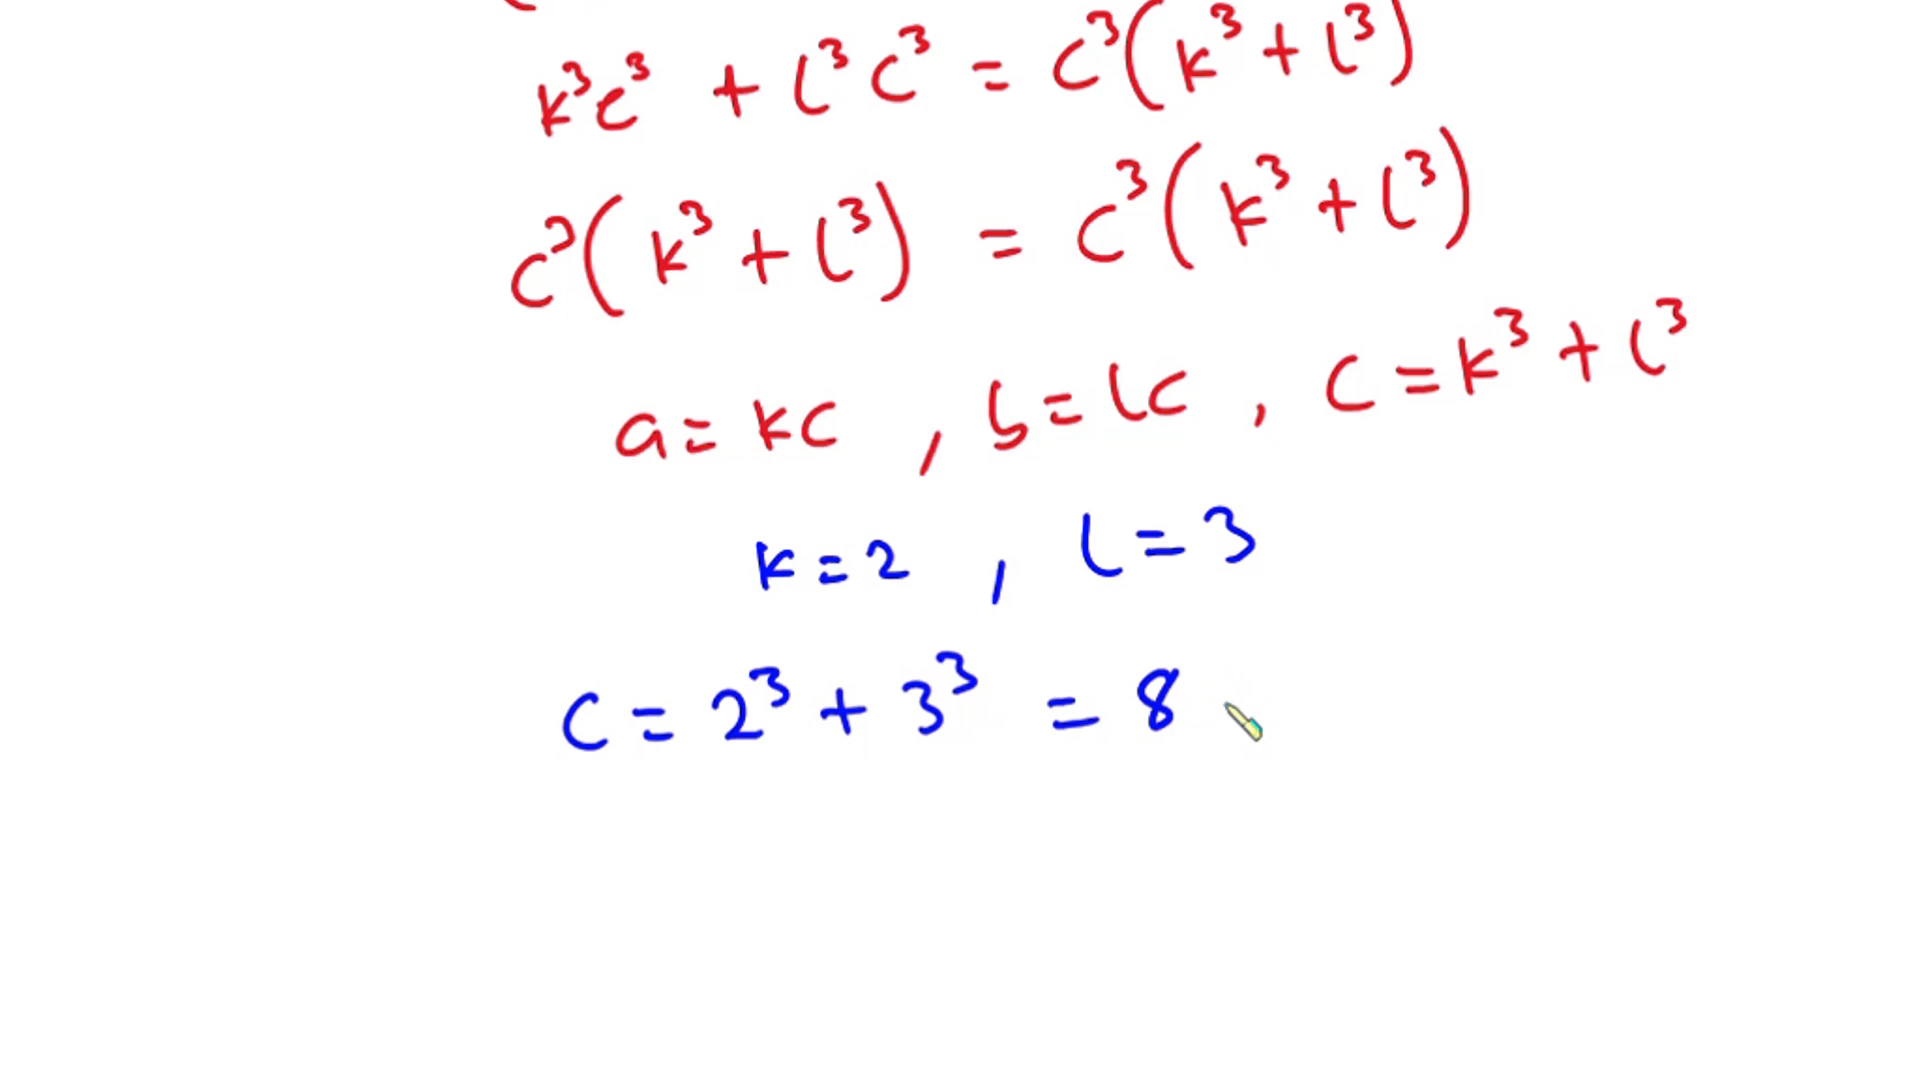 k³c³ + l³c³ = c³(k³ + l³)
c³(k³ + l³) = c³(k³ + l³)
a = kc , b = lc , c = k³ + l³
k = 2 , l = 3
c = 2³ + 3³ = 8